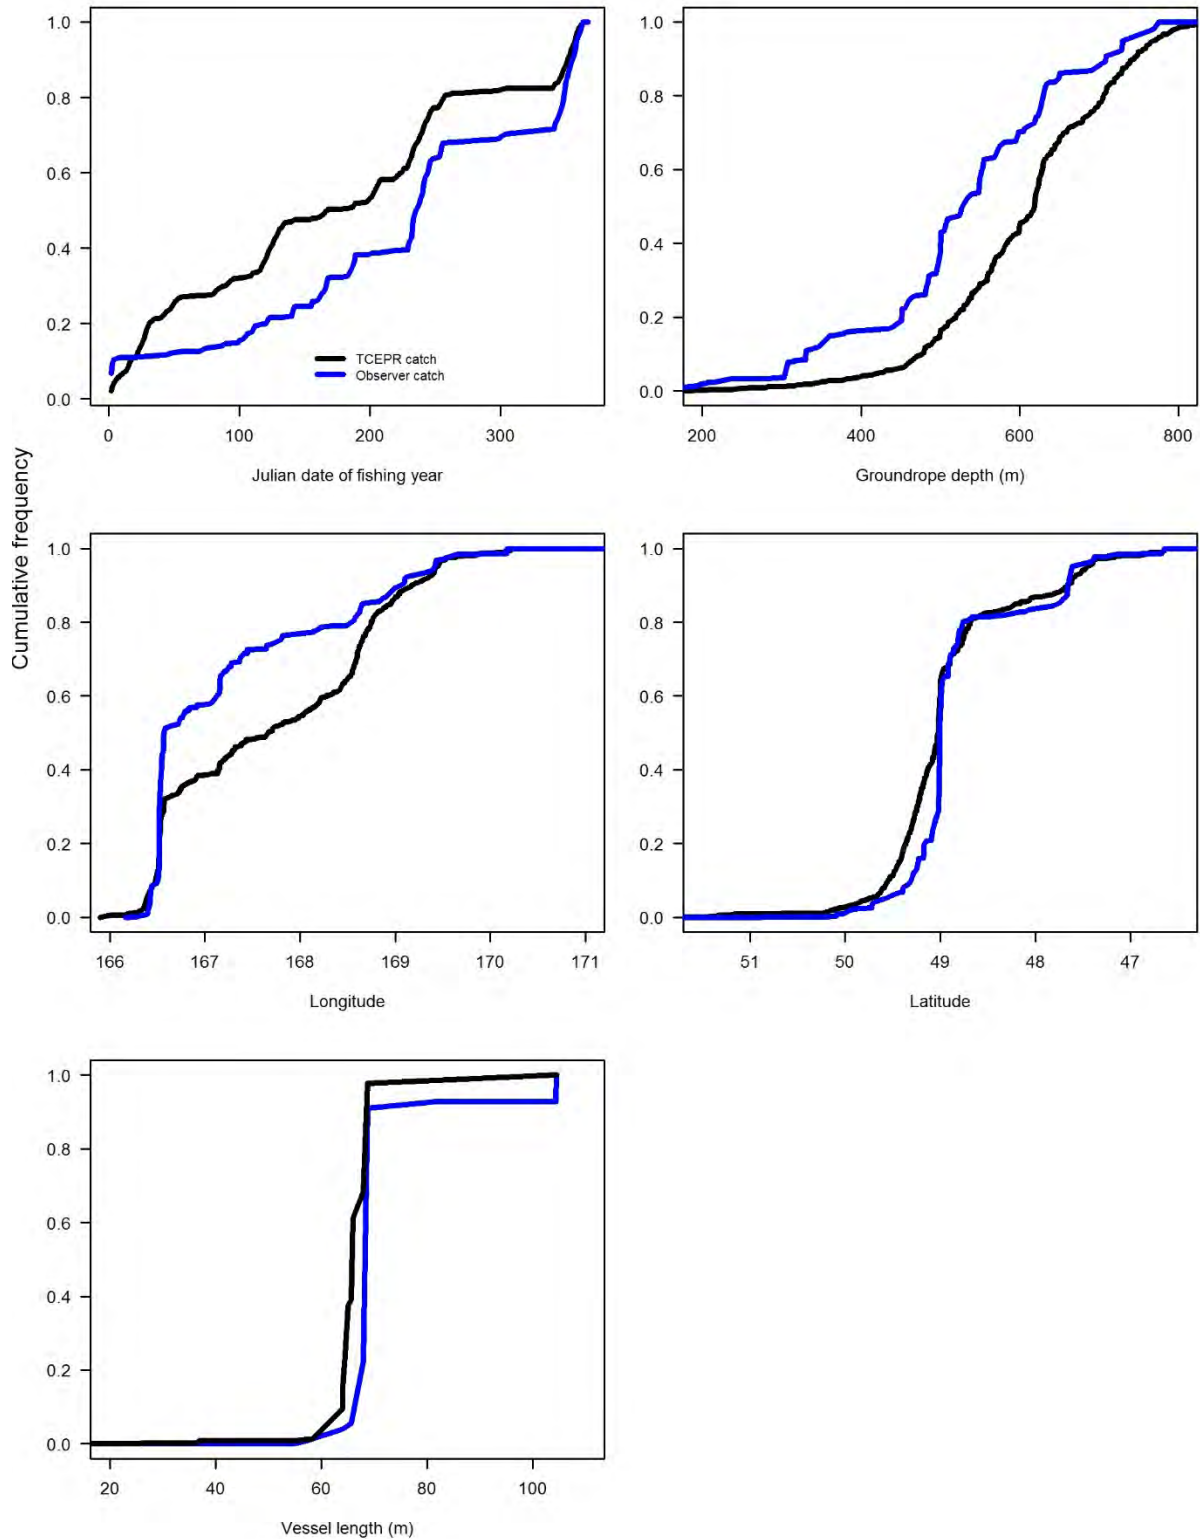 1.0
0.8
0.6
0.4
0.2
0.0
0 100 200 300
Julian date of fishing year
TCEPR catch
Observer catch
1.0
0.8
0.6
0.4
0.2
0.0
200 400 600 800
Groundrope depth (m)
Cumulative frequency
1.0
0.8
0.6
0.4
0.2
0.0
166 167 168 169 170 171
Longitude
1.0
0.8
0.6
0.4
0.2
0.0
51 50 49 48 47
Latitude
1.0
0.8
0.6
0.4
0.2
0.0
20 40 60 80 100
Vessel length (m)